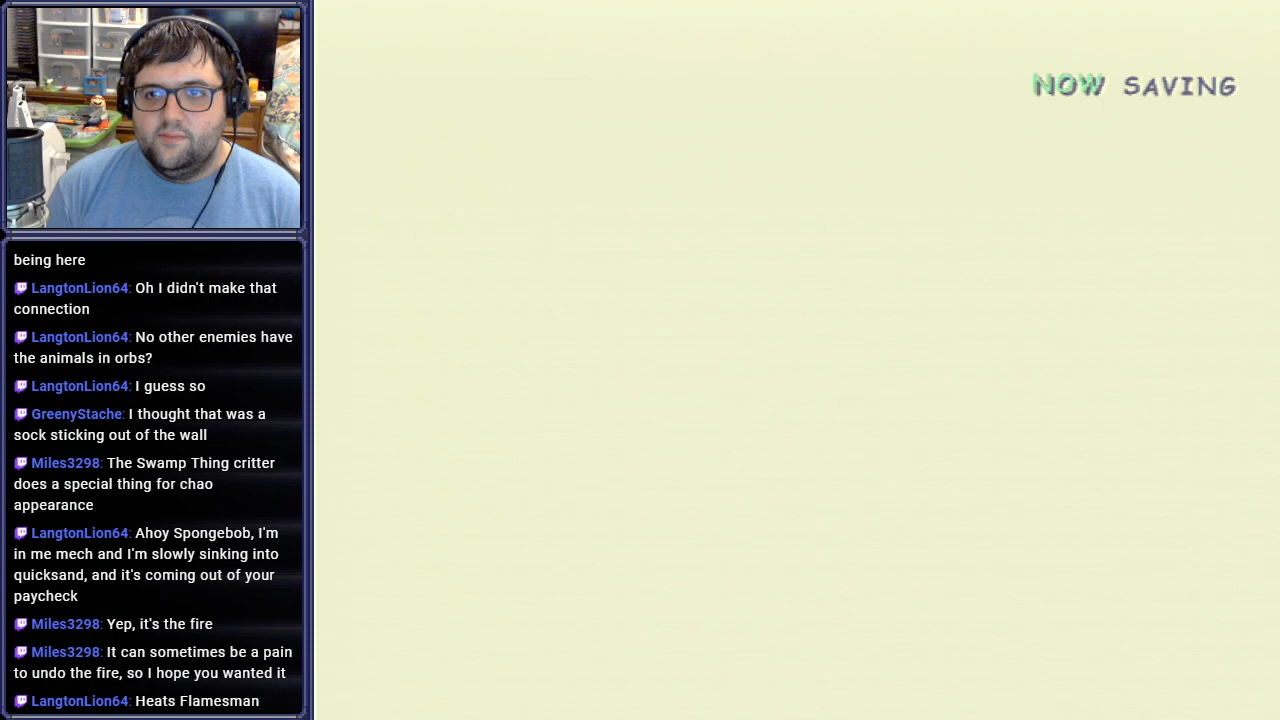 NOW SAVING
being here
LangtonLion64: Oh I didn't make that
connection
LangtonLion64: No other enemies have
the animals in orbs?
LangtonLion64: I guess so
GreenyStache: I thought that was a
sock sticking out of the wall
Miles3298: The Swamp Thing critter
does a special thing for chao
appearance
LangtonLion64: Ahoy Spongebob, I'm
in me mech and I'm slowly sinking into
quicksand, and it's coming out of your
paycheck
Miles3298: Yep, it's the fire
Miles3298: It can sometimes be a pain
to undo the fire, so I hope you wanted it
LangtonLion64: Heats Flamesman